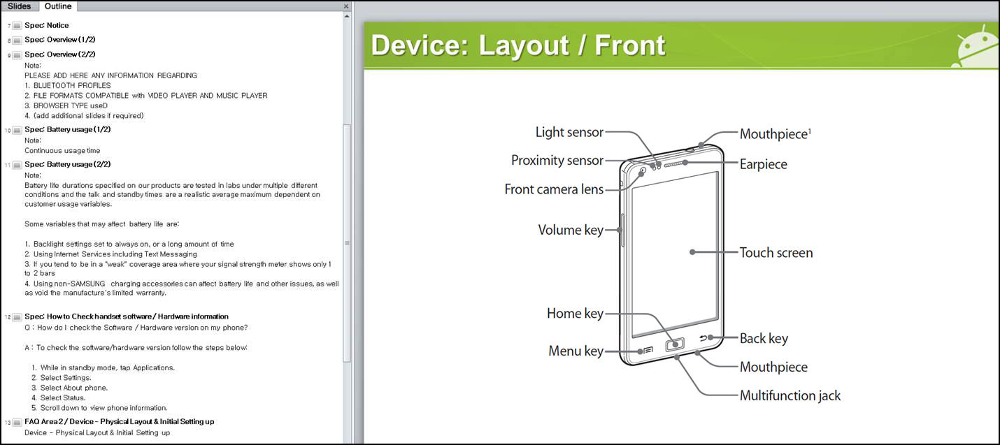 Slides
Outline
7 Spec: Notice
8 Spec: Overview (1/2)
9 Spec: Overview (2/2)
Note:
PLEASE ADD HERE ANY INFORMATION REGARDING
1. BLUETOOTH PROFILES
2. FILE FORMATS COMPATIBLE with VIDEO PLAYER AND MUSIC PLAYER
3. BROWSER TYPE useD
4. (add additional slides if required)
10 Spec: Battery usage (1/2)
Note:
Continuous usage time
11 Spec: Battery usage (2/2)
Note:
Battery life durations specified on our products are tested in labs under multiple different
conditions and the talk and standby times are a realistic average maximum dependent on
customer usage variables.
Some variables that may affect battery life are:
1. Backlight settings set to always on, or a long amount of time
2. Using Internet Services including Text Messaging
3. If you tend to be in a "weak" coverage area where your signal strength meter shows only 1
to 2 bars
4. Using non-SAMSUNG charging accessories can affect battery life and other issues, as well
as void the manufacture's limited warranty.
12 Spec: How to Check handset software / Hardware information
Q : How do I check the Software / Hardware version on my phone?
A : To check the software/hardware version follow the steps below:
1. While in standby mode, tap Applications.
2. Select Settings.
3. Select About phone.
4. Select Status.
5. Scroll down to view phone information.
13 FAQ Area 2 / Device - Physical Layout & Initial Setting up
Device - Physical Layout & Initial Setting up
Device: Layout / Front
Light sensor
Proximity sensor
Front camera lens
Volume key
Home key
Menu key
Mouthpiece¹
Earpiece
Touch screen
Back key
Mouthpiece
Multifunction jack